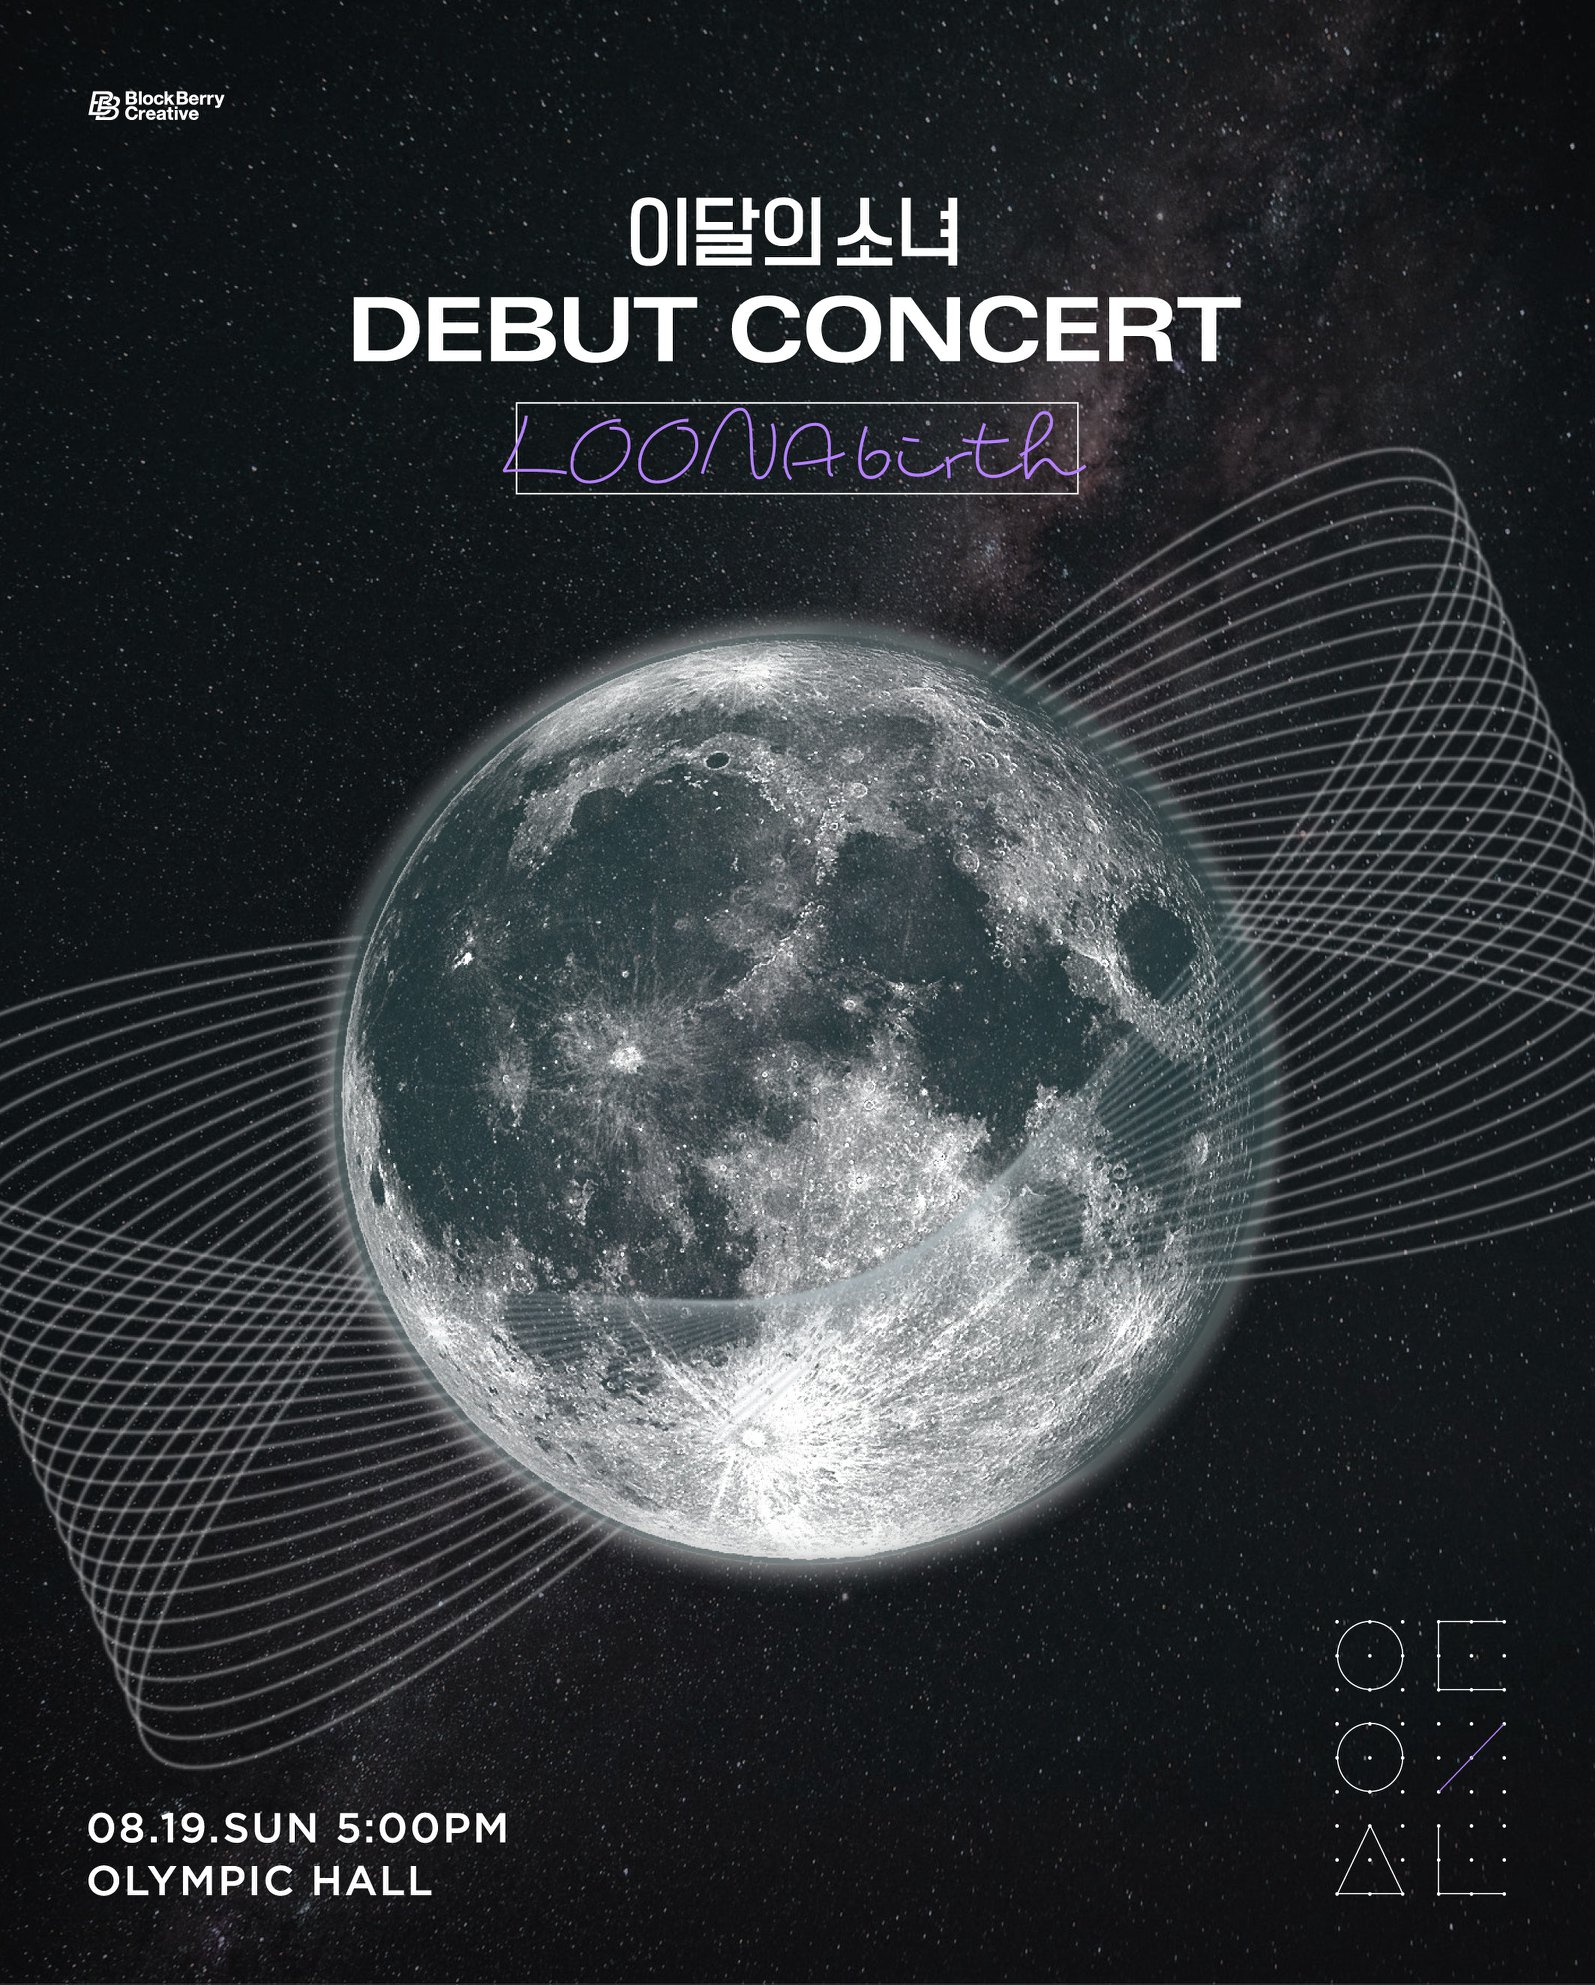 BlockBerry
Creative
이달의 소녀
DEBUT CONCERT
LOONAbirth
08.19.SUN 5:00PM
OLYMPIC HALL